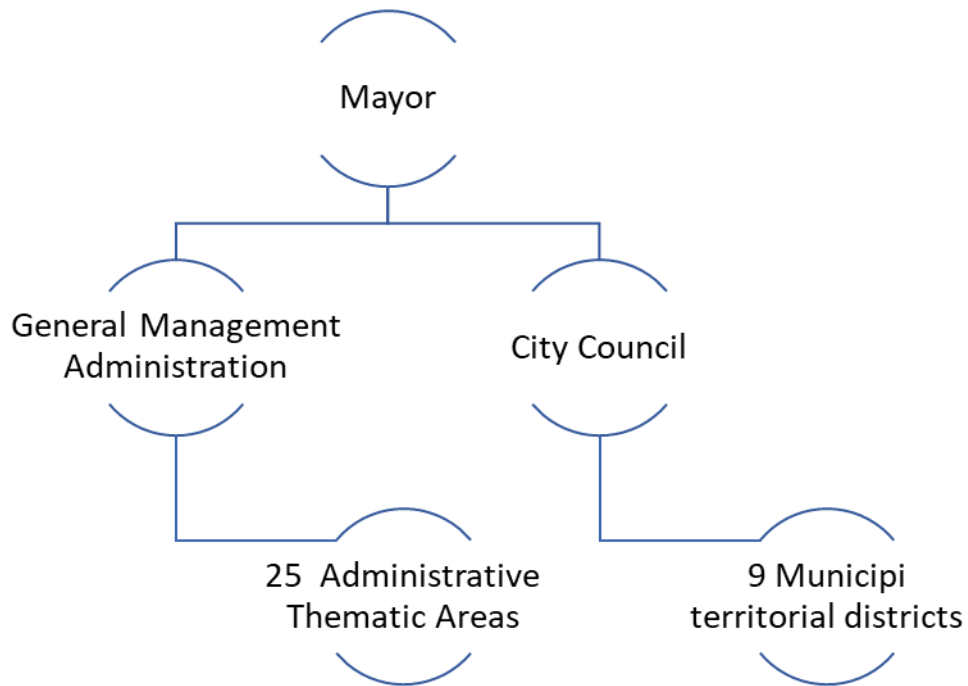 Mayor
General Management
Administration
City Council
25 Administrative
Thematic Areas
9 Municipi
territorial districts